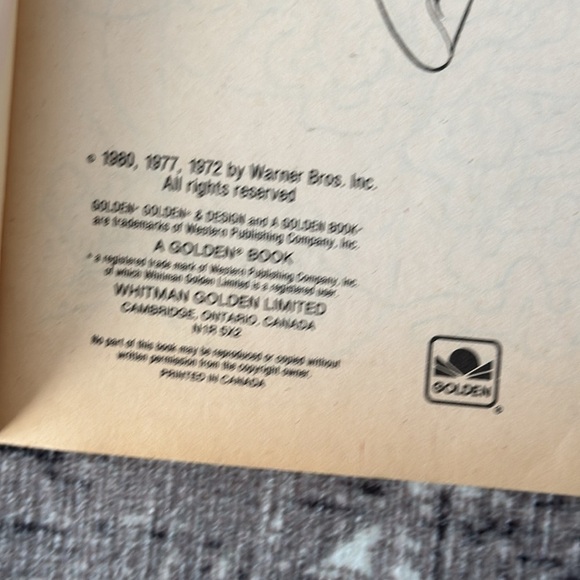 © 1980, 1977, 1972 by Warner Bros. Inc.
All rights reserved
GOLDEN® GOLDEN® & DESIGN and A GOLDEN BOOK®
are trademarks of Western Publishing Company, Inc.
A GOLDEN® BOOK
® a registered trade mark of Western Publishing Company, Inc.
of which Whitman Golden Limited is a registered user.
WHITMAN GOLDEN LIMITED
CAMBRIDGE, ONTARIO, CANADA
N1R 5X2
No part of this book may be reproduced or copied without
written permission from the copyright owner.
PRINTED IN CANADA
GOLDEN®